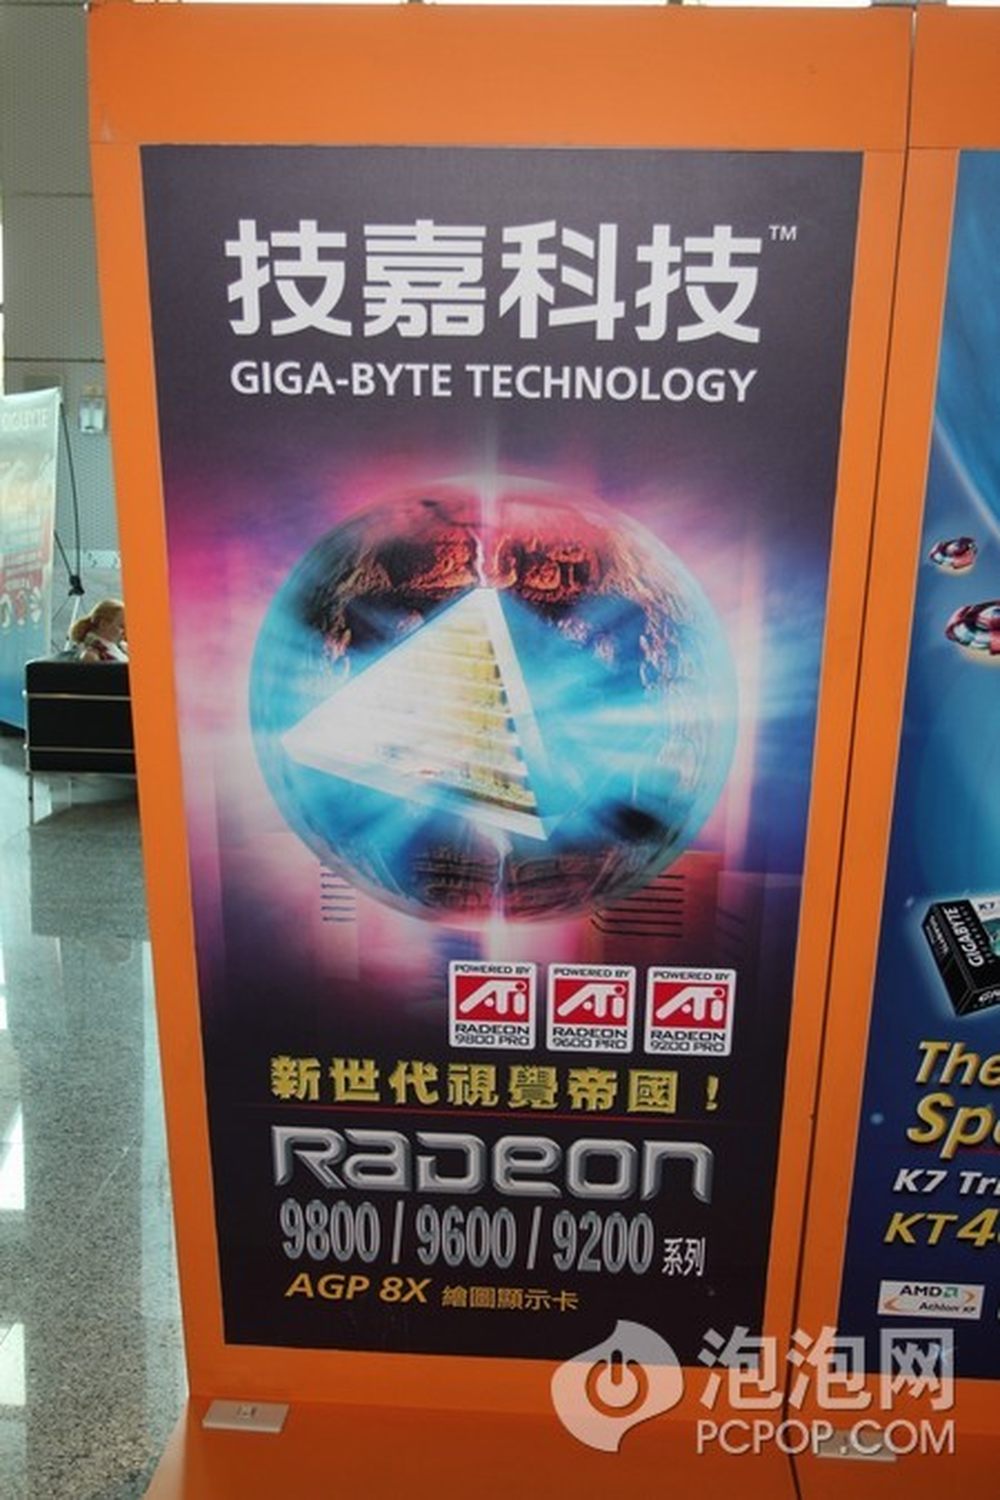 技嘉科技™
GIGA-BYTE TECHNOLOGY
POWERED BY
ATi
RADEON
9800 PRO
POWERED BY
ATi
RADEON
9600 PRO
POWERED BY
ATi
RADEON
9200 PRO
新世代視覺帝國！
RADEON
9800 / 9600 / 9200 系列
AGP 8X 繪圖顯示卡
GIGABYTE
K7
GIGABYTE
The
Sp
K7 Tri
KT4
AMD
Athlon XP
泡泡网
PCPOP.COM